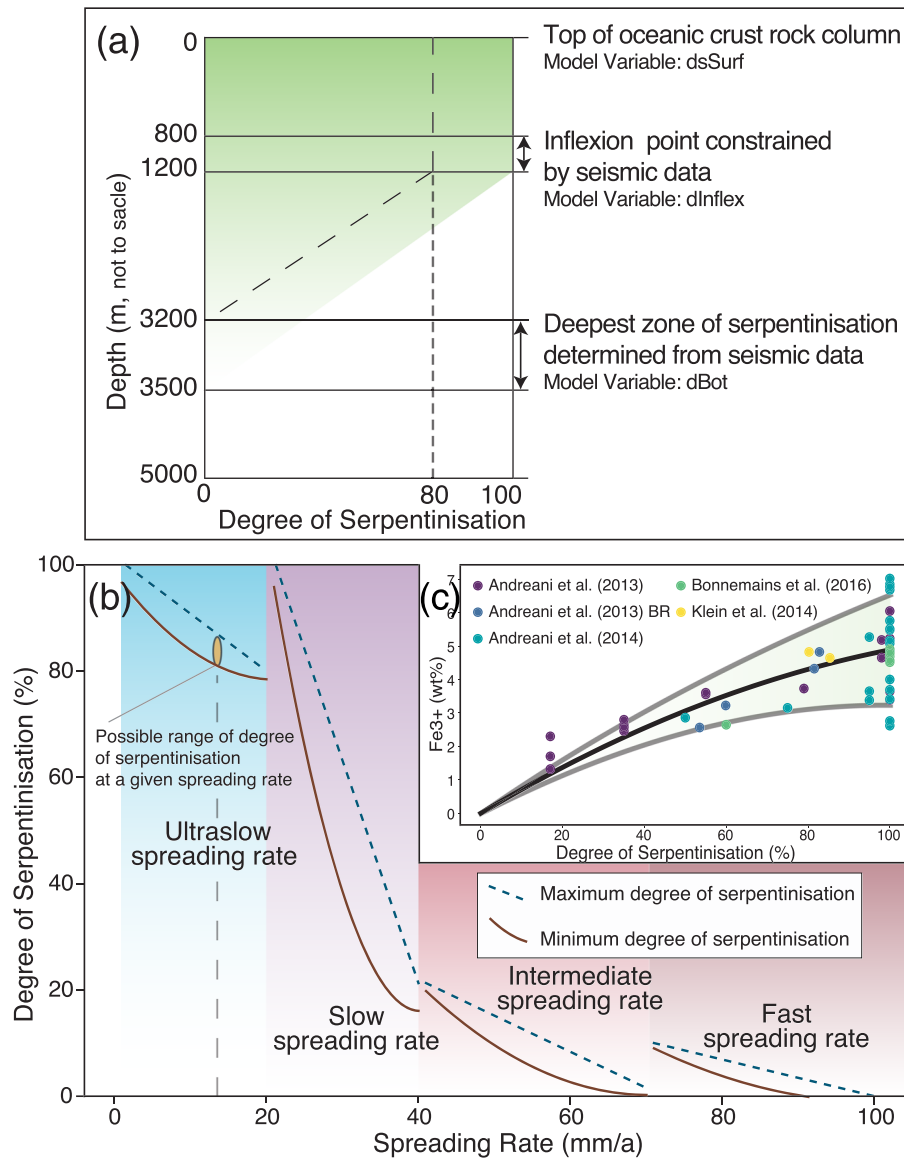 (a)
0
800
1200
3200
3500
5000
Depth (m, not to sacle)
0
80
100
Degree of Serpentinisation
Top of oceanic crust rock column
Model Variable: dsSurf
Inflexion point constrained
by seismic data
Model Variable: dInflex
Deepest zone of serpentinisation
determined from seismic data
Model Variable: dBot
(b)
100
80
60
40
20
0
Degree of Serpentinisation (%)
Possible range of degree
of serpentinisation
at a given spreading rate
Ultraslow
spreading rate
Slow
spreading rate
Intermediate
spreading rate
Fast
spreading rate
Maximum degree of serpentinisation
Minimum degree of serpentinisation
0
20
40
60
80
100
Spreading Rate (mm/a)
(c)
7
6
5
4
3
2
1
0
Fe3+ (wt%)
Andreani et al. (2013)
Andreani et al. (2013) BR
Andreani et al. (2014)
Bonnemains et al. (2016)
Klein et al. (2014)
0
20
40
60
80
100
Degree of Serpentinisation (%)